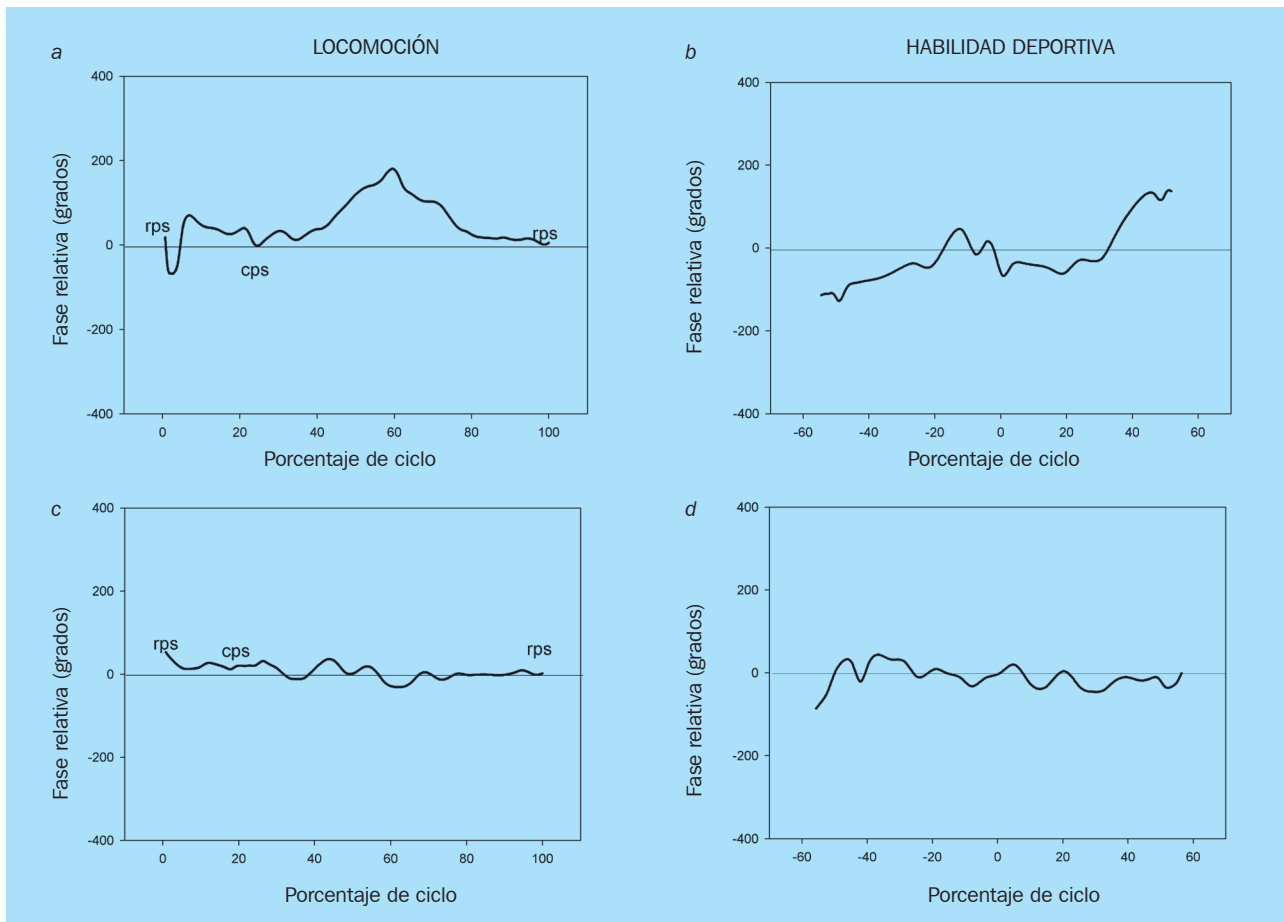 a
LOCOMOCIÓN
400
200
0
-200
-400
Fase relativa (grados)
rps
cps
rps
0 20 40 60 80 100
Porcentaje de ciclo
b
HABILIDAD DEPORTIVA
400
200
0
-200
-400
Fase relativa (grados)
-60 -40 -20 0 20 40 60
Porcentaje de ciclo
c
400
200
0
-200
-400
Fase relativa (grados)
rps
cps
rps
0 20 40 60 80 100
Porcentaje de ciclo
d
400
200
0
-200
-400
Fase relativa (grados)
-60 -40 -20 0 20 40 60
Porcentaje de ciclo